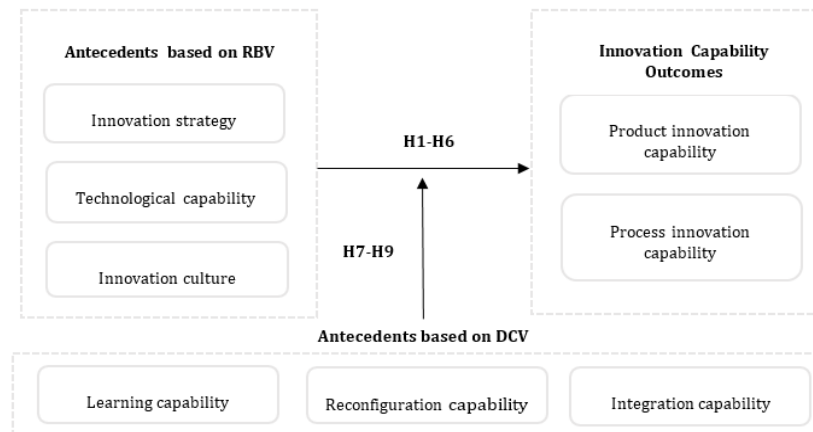 Antecedents based on RBV
Innovation strategy
Technological capability
Innovation culture
H1-H6
H7-H9
Innovation Capability
Outcomes
Product innovation
capability
Process innovation
capability
Antecedents based on DCV
Learning capability
Reconfiguration capability
Integration capability